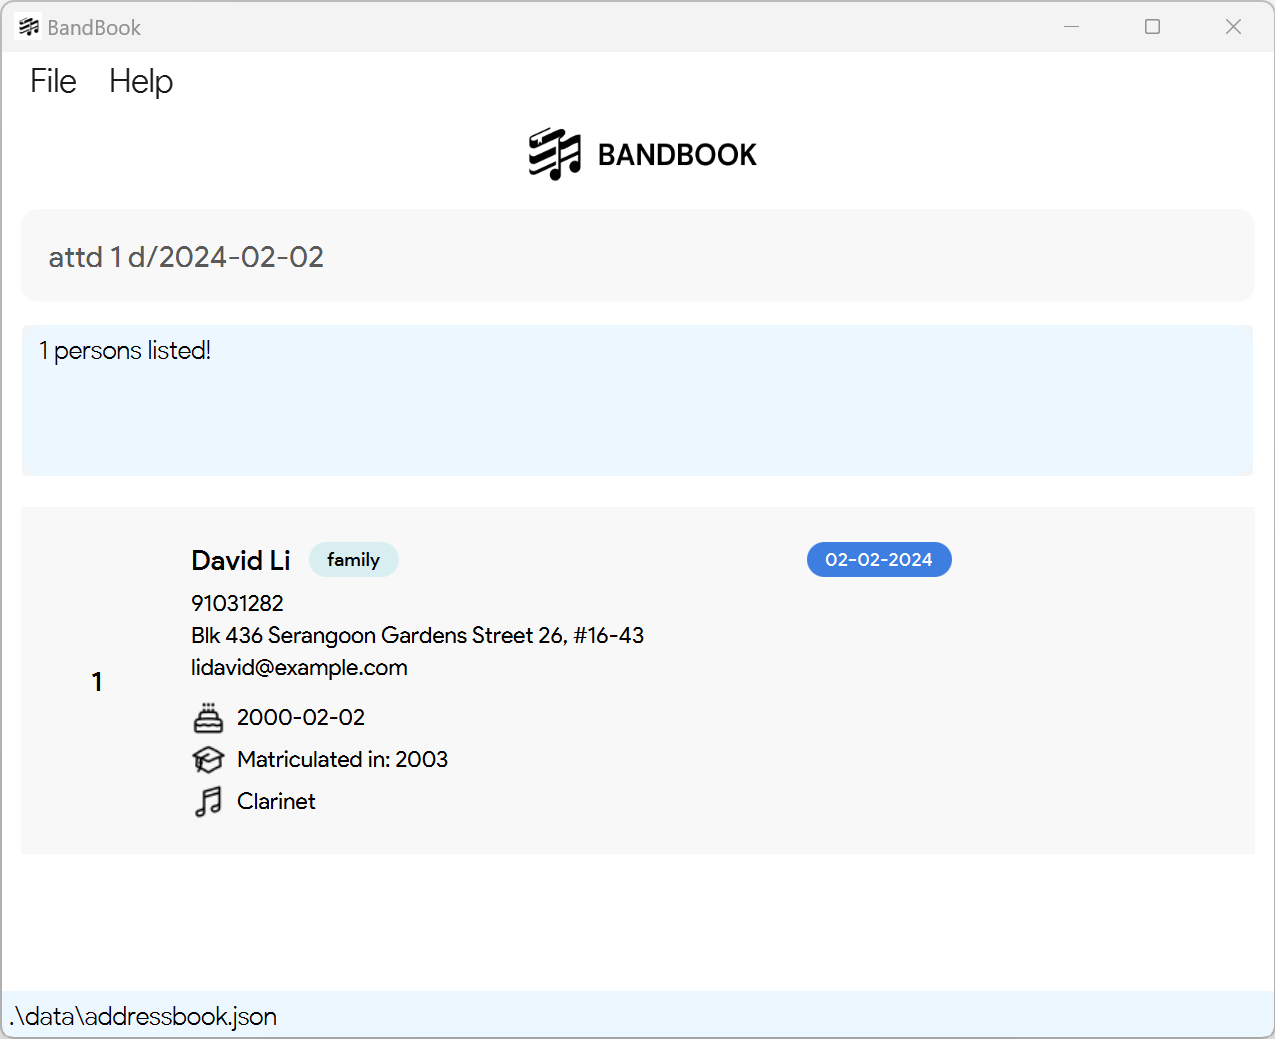 BandBook
File Help
BANDBOOK
attd 1 d/2024-02-02
1 persons listed!
David Li family 02-02-2024
91031282
Blk 436 Serangoon Gardens Street 26, #16-43
lidavid@example.com
1
2000-02-02
Matriculated in: 2003
Clarinet
.\data\addressbook.json